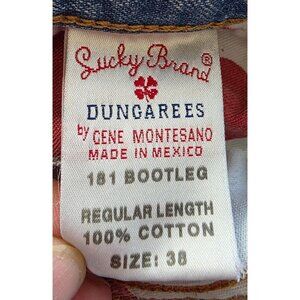 Lucky Brand®
DUNGAREES
by GENE MONTESANO
MADE IN MEXICO
181 BOOTLEG
REGULAR LENGTH
100% COTTON
SIZE: 38